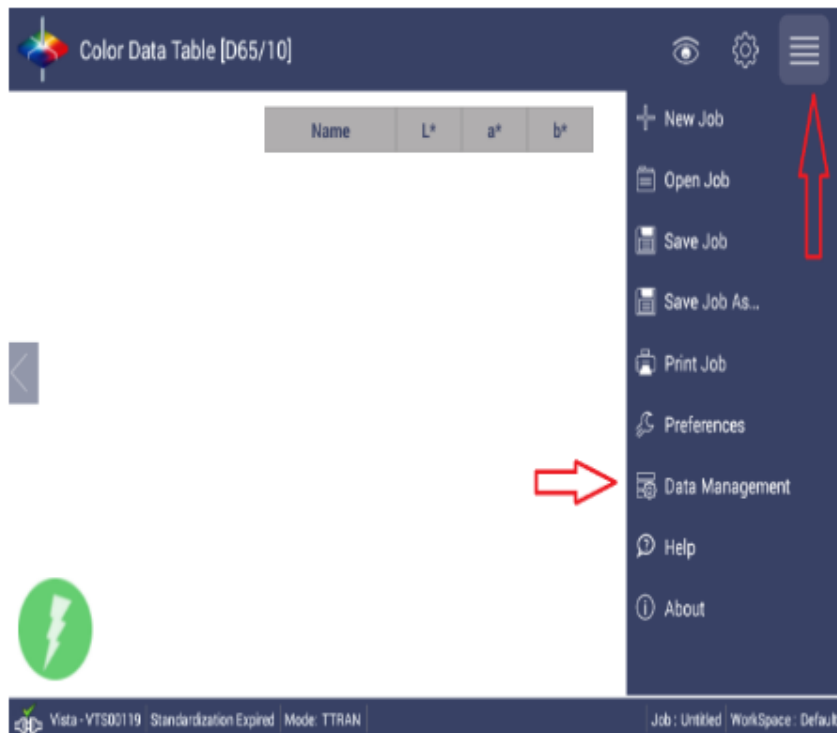 Color Data Table [D65/10]
Name L* a* b*
New Job
Open Job
Save Job
Save Job As...
Print Job
Preferences
Data Management
Help
About
Vista - VTS00119 Standardization Expired Mode: TTRAN Job : Untitled WorkSpace : Default